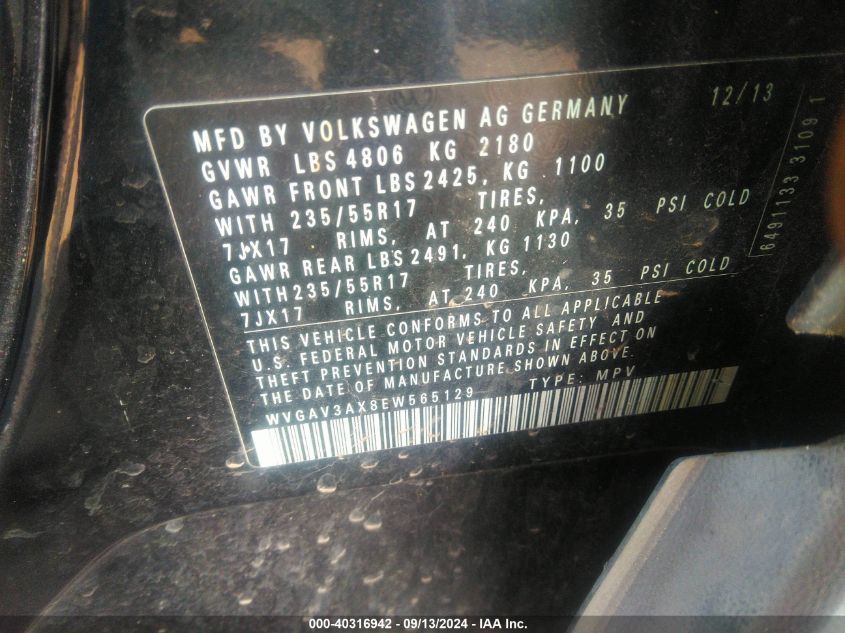 12/13
MFD BY VOLKSWAGEN AG GERMANY
GVWR LBS 4806 KG 2180
GAWR FRONT LBS 2425, KG 1100
WITH 235/55R17 TIRES,
7JX17 RIMS, AT 240 KPA, 35 PSI COLD
GAWR REAR LBS 2491, KG 1130
WITH 235/55R17 TIRES,
7JX17 RIMS, AT 240 KPA, 35 PSI COLD
THIS VEHICLE CONFORMS TO ALL APPLICABLE
U.S. FEDERAL MOTOR VEHICLE SAFETY AND
THEFT PREVENTION STANDARDS IN EFFECT ON
THE DATE OF MANUFACTURE SHOWN ABOVE.
WVGAV3AX8EW565129 TYPE: MPV
6491133 3109 1
000-40316942 - 09/13/2024 - IAA Inc.